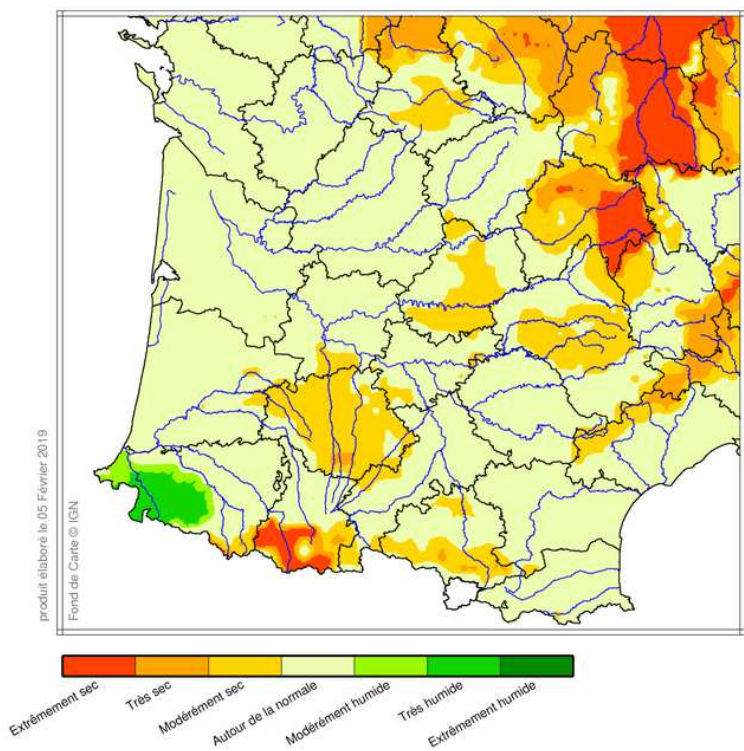 produit élaboré le 05 Février 2019
Fond de Carte © IGN
Extrêmement sec
Très sec
Modérément sec
Autour de la normale
Modérément humide
Très humide
Extrêmement humide